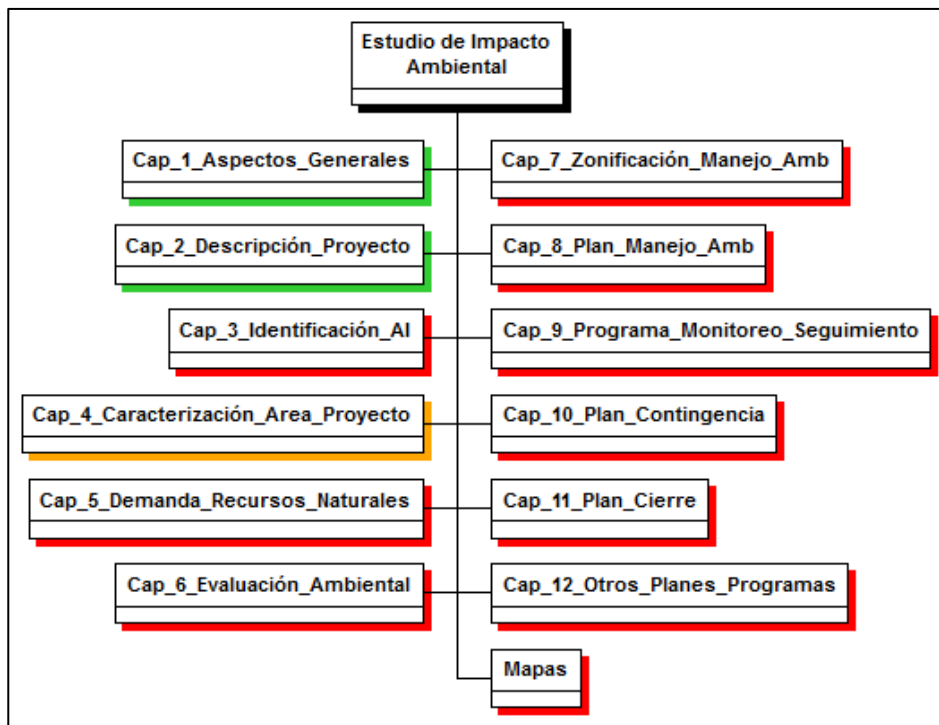 Estudio de Impacto
Ambiental
Cap_1_Aspectos_Generales
Cap_7_Zonificación_Manejo_Amb
Cap_2_Descripción_Proyecto
Cap_8_Plan_Manejo_Amb
Cap_3_Identificación_AI
Cap_9_Programa_Monitoreo_Seguimiento
Cap_4_Caracterización_Area_Proyecto
Cap_10_Plan_Contingencia
Cap_5_Demanda_Recursos_Naturales
Cap_11_Plan_Cierre
Cap_6_Evaluación_Ambiental
Cap_12_Otros_Planes_Programas
Mapas